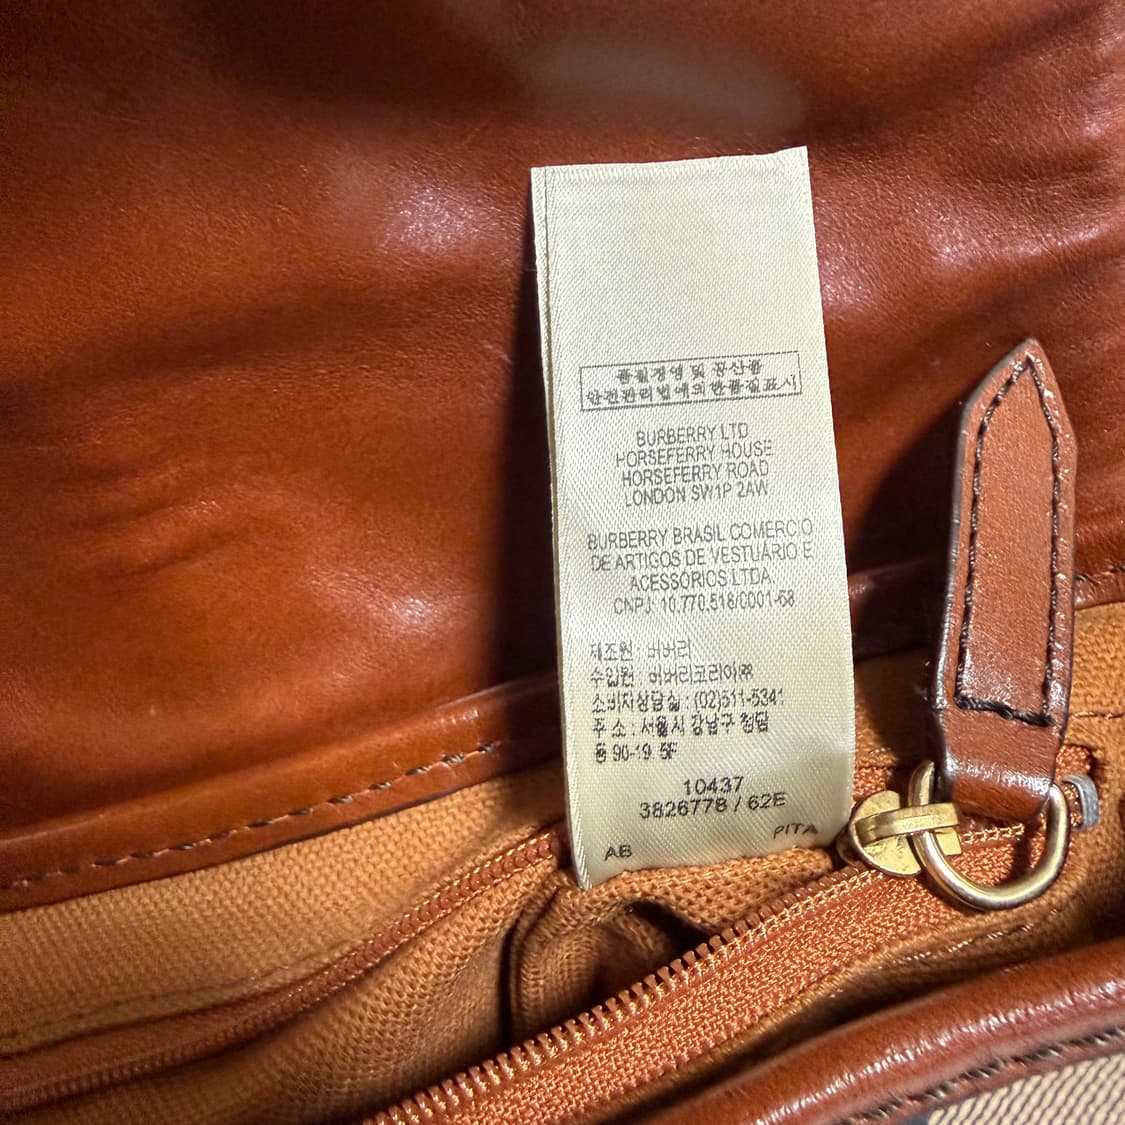 품질경영 및 공산품
안전관리법에의한품질표시
BURBERRY LTD
HORSEFERRY HOUSE
HORSEFERRY ROAD
LONDON SW1P 2AW
BURBERRY BRASIL COMERCIO
DE ARTIGOS DE VESTUÁRIO E
ACESSÓRIOS LTDA.
CNPJ: 10.770.518/0001-68
제조원 버버리
수입원 버버리코리아㈜
소비자상담실: (02)511-5341
주 소 : 서울시 강남구 청담
동 90-19. 5F
10437
3826778 / 62E
PITA
AB